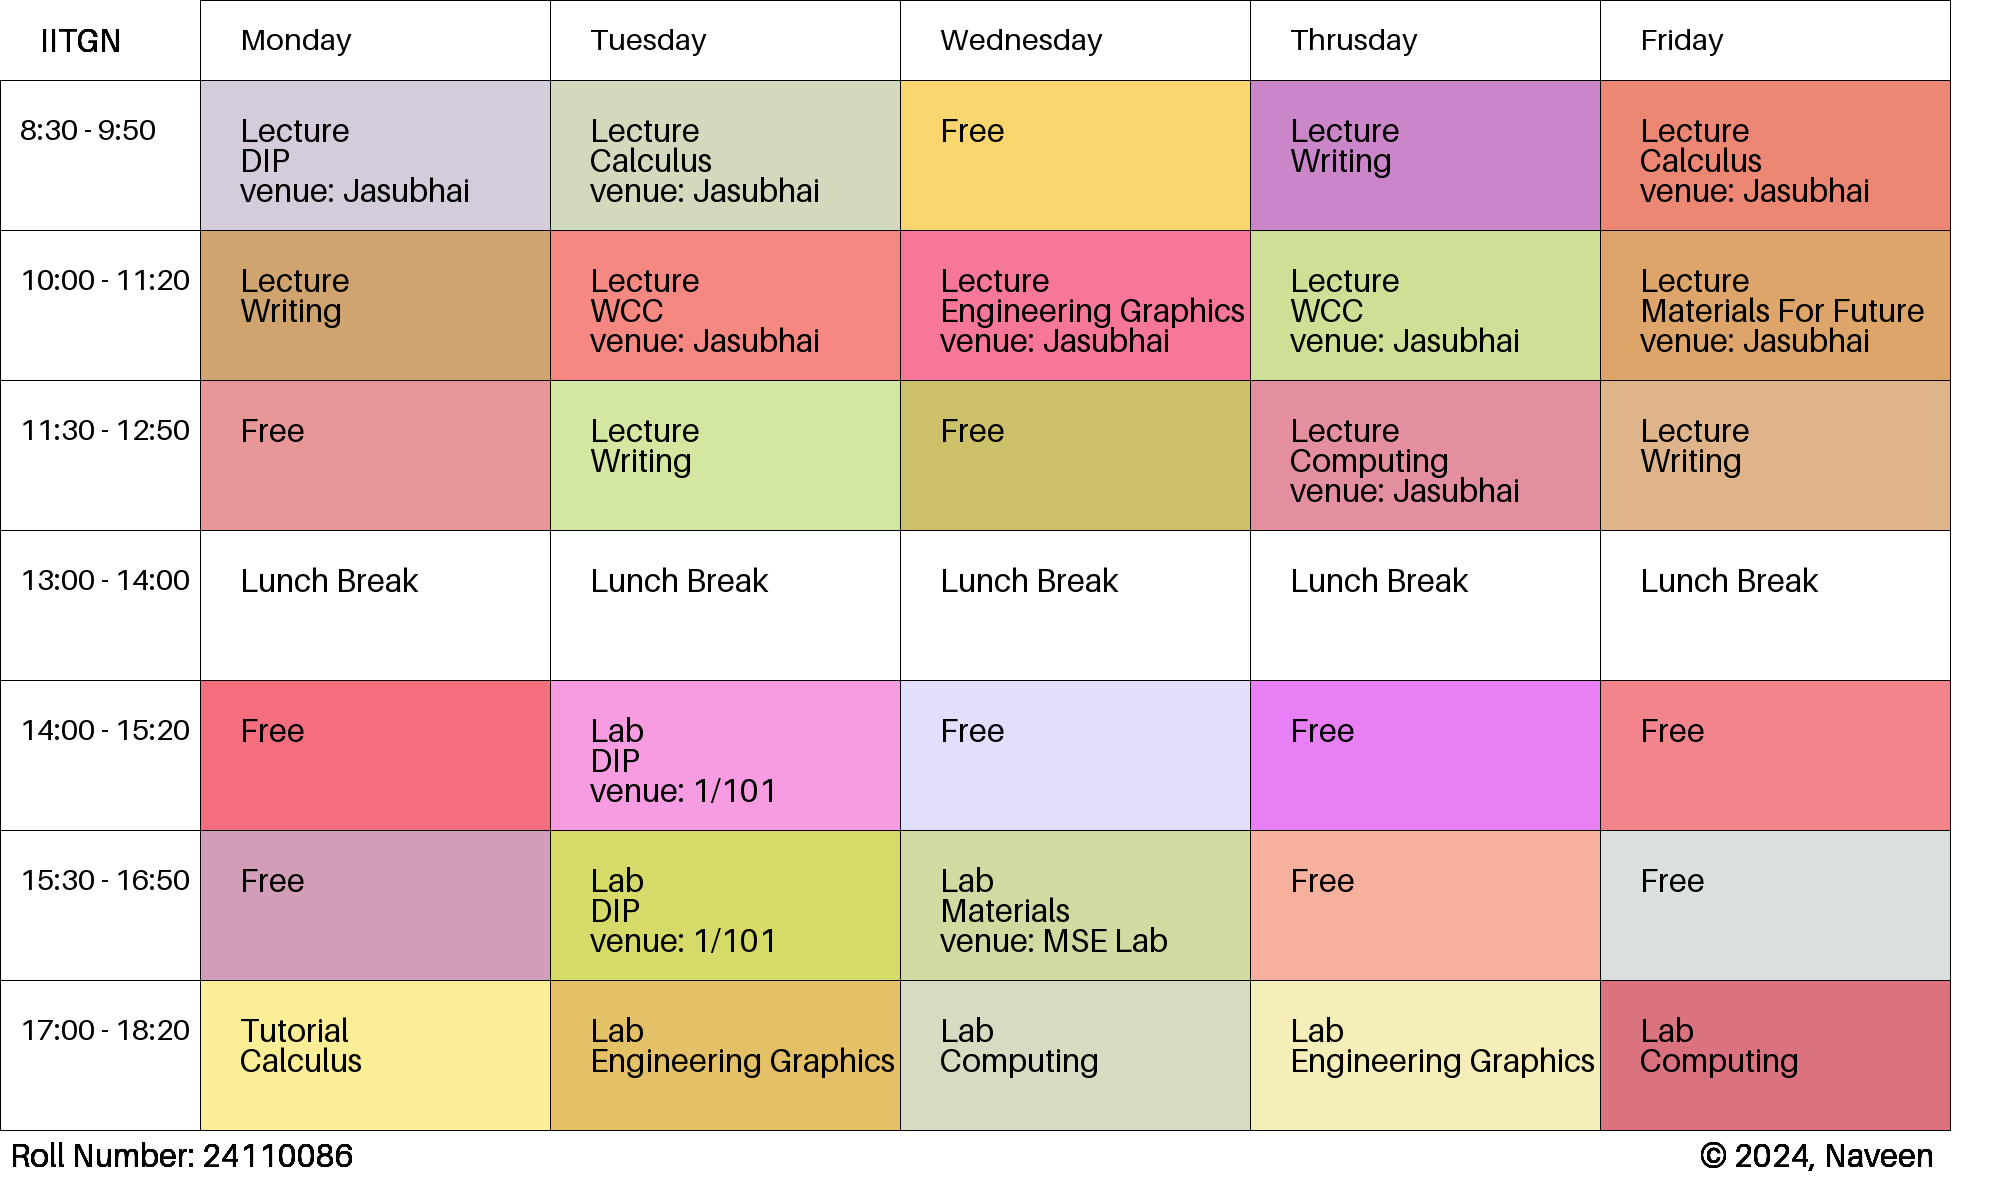 IITGN
Monday
Tuesday
Wednesday
Thrusday
Friday
8:30 - 9:50
Lecture
DIP
venue: Jasubhai
Lecture
Calculus
venue: Jasubhai
Free
Lecture
Writing
Lecture
Calculus
venue: Jasubhai
10:00 - 11:20
Lecture
Writing
Lecture
WCC
venue: Jasubhai
Lecture
Engineering Graphics
venue: Jasubhai
Lecture
WCC
venue: Jasubhai
Lecture
Materials For Future
venue: Jasubhai
11:30 - 12:50
Free
Lecture
Writing
Free
Lecture
Computing
venue: Jasubhai
Lecture
Writing
13:00 - 14:00
Lunch Break
Lunch Break
Lunch Break
Lunch Break
Lunch Break
14:00 - 15:20
Free
Lab
DIP
venue: 1/101
Free
Free
Free
15:30 - 16:50
Free
Lab
DIP
venue: 1/101
Lab
Materials
venue: MSE Lab
Free
Free
17:00 - 18:20
Tutorial
Calculus
Lab
Engineering Graphics
Lab
Computing
Lab
Engineering Graphics
Lab
Computing
Roll Number: 24110086
© 2024, Naveen